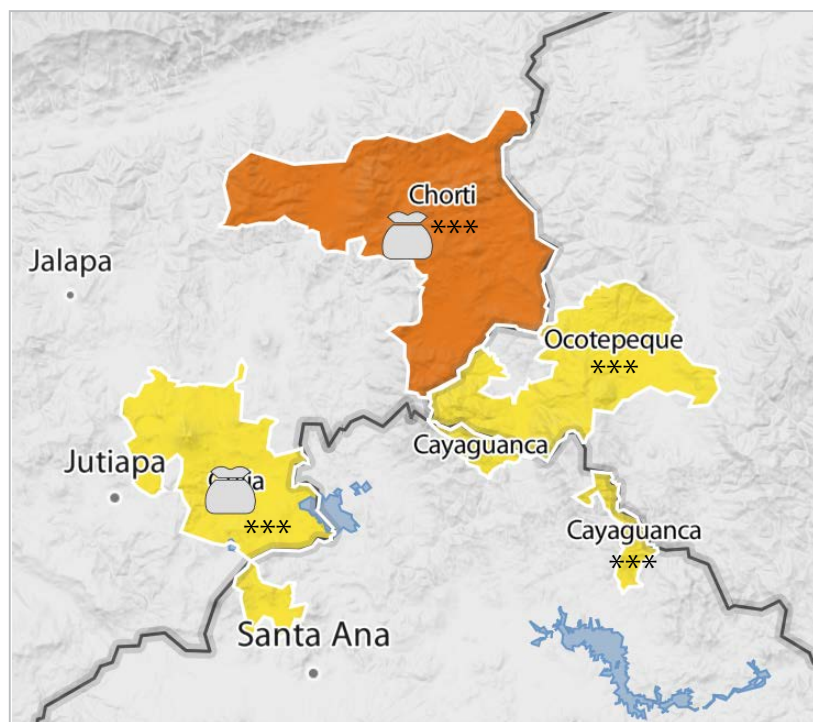 Chorti
***
Jalapa
Ocotepeque
***
Cayaguanca
Jutiapa
***
Cayaguanca
***
Santa Ana